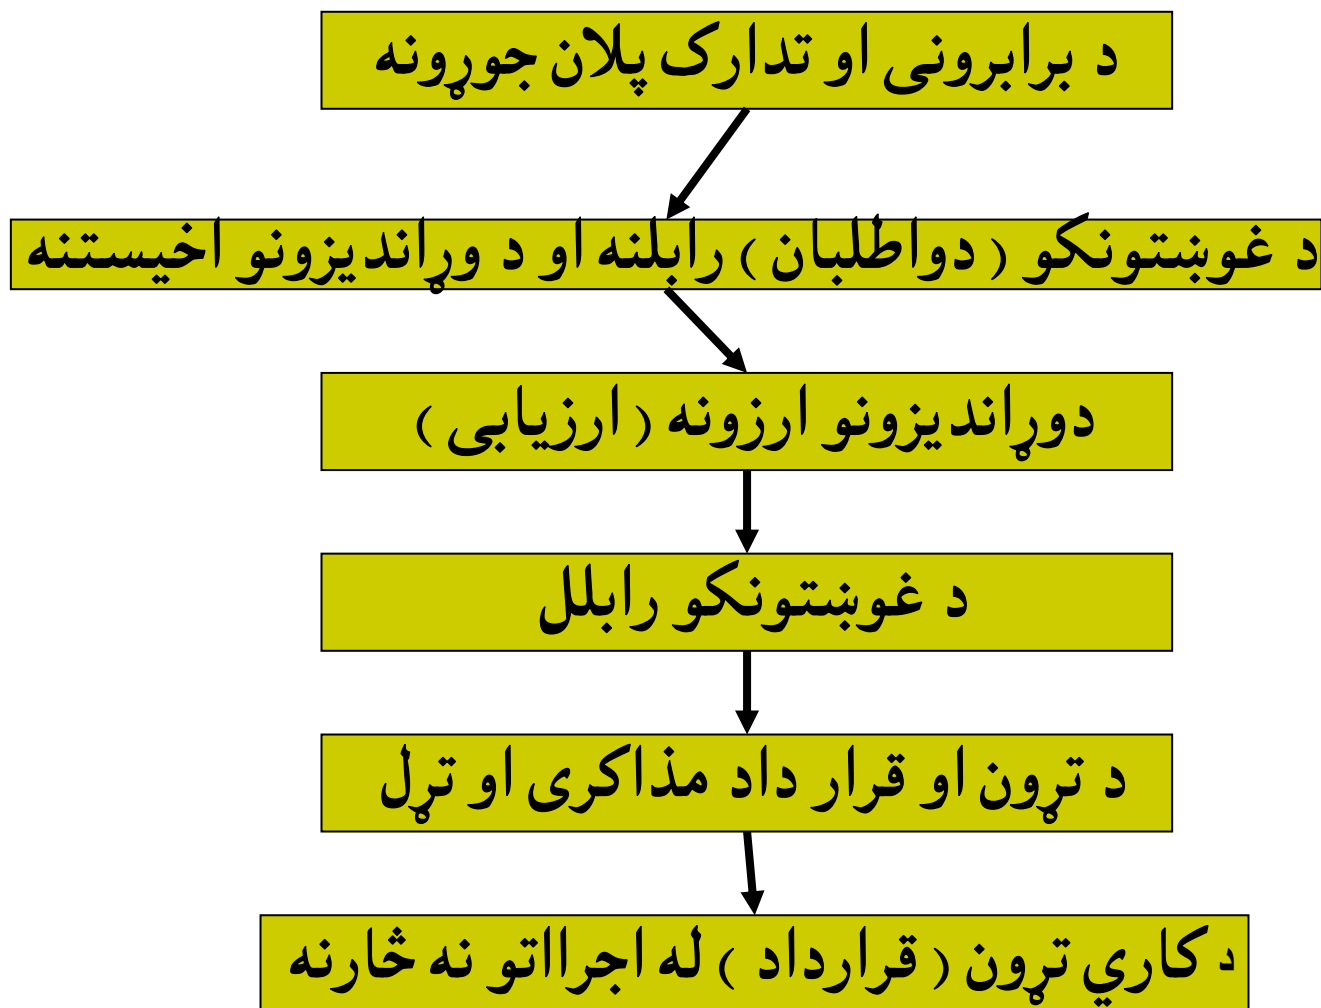 د برابرونی او تدارک پلان جوړونه
د غوښتونکو ( دواطلبان ) رابلنه او د وړاندیزونو اخیستنه
دوړاندیزونو ارزونه ( ارزیابی )
د غوښتونکو رابلل
د تړون او قرار داد مذاکری او تړل
د کاري تړون ( قرارداد ) له اجرااتو نه څارنه